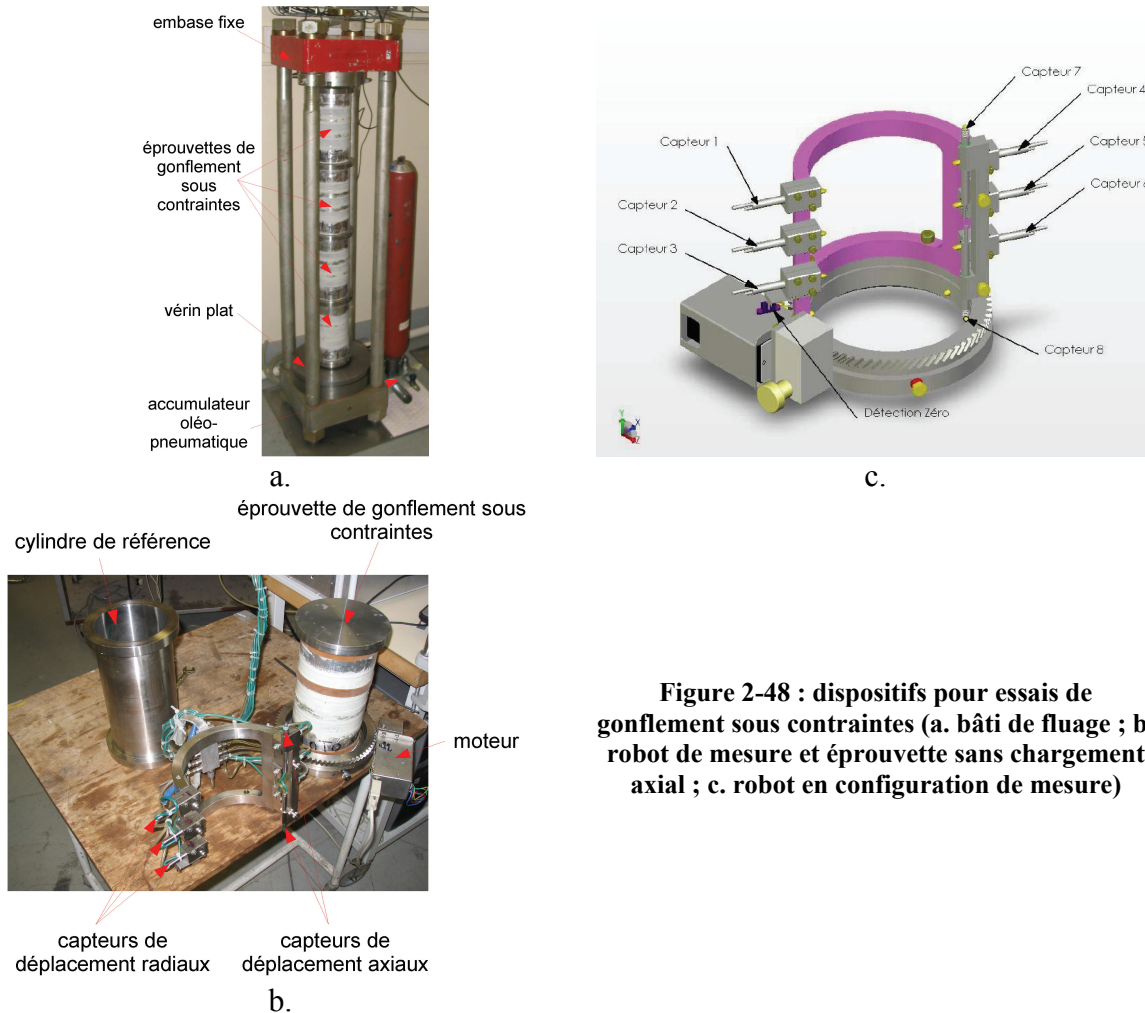 embase fixe
éprouvettes de
gonflement
sous
contraintes
vérin plat
accumulateur
oléo-
pneumatique
a.
Capteur 7
Capteur 4
Capteur 5
Capteur 1
Capteur 2
Capteur 3
Capteur 8
Détection Zéro
Y
X
Z
c.
éprouvette de gonflement sous
contraintes
cylindre de référence
moteur
capteurs de
déplacement radiaux
capteurs de
déplacement axiaux
b.
Figure 2-48 : dispositifs pour essais de
gonflement sous contraintes (a. bâti de fluage ; b
robot de mesure et éprouvette sans chargement
axial ; c. robot en configuration de mesure)